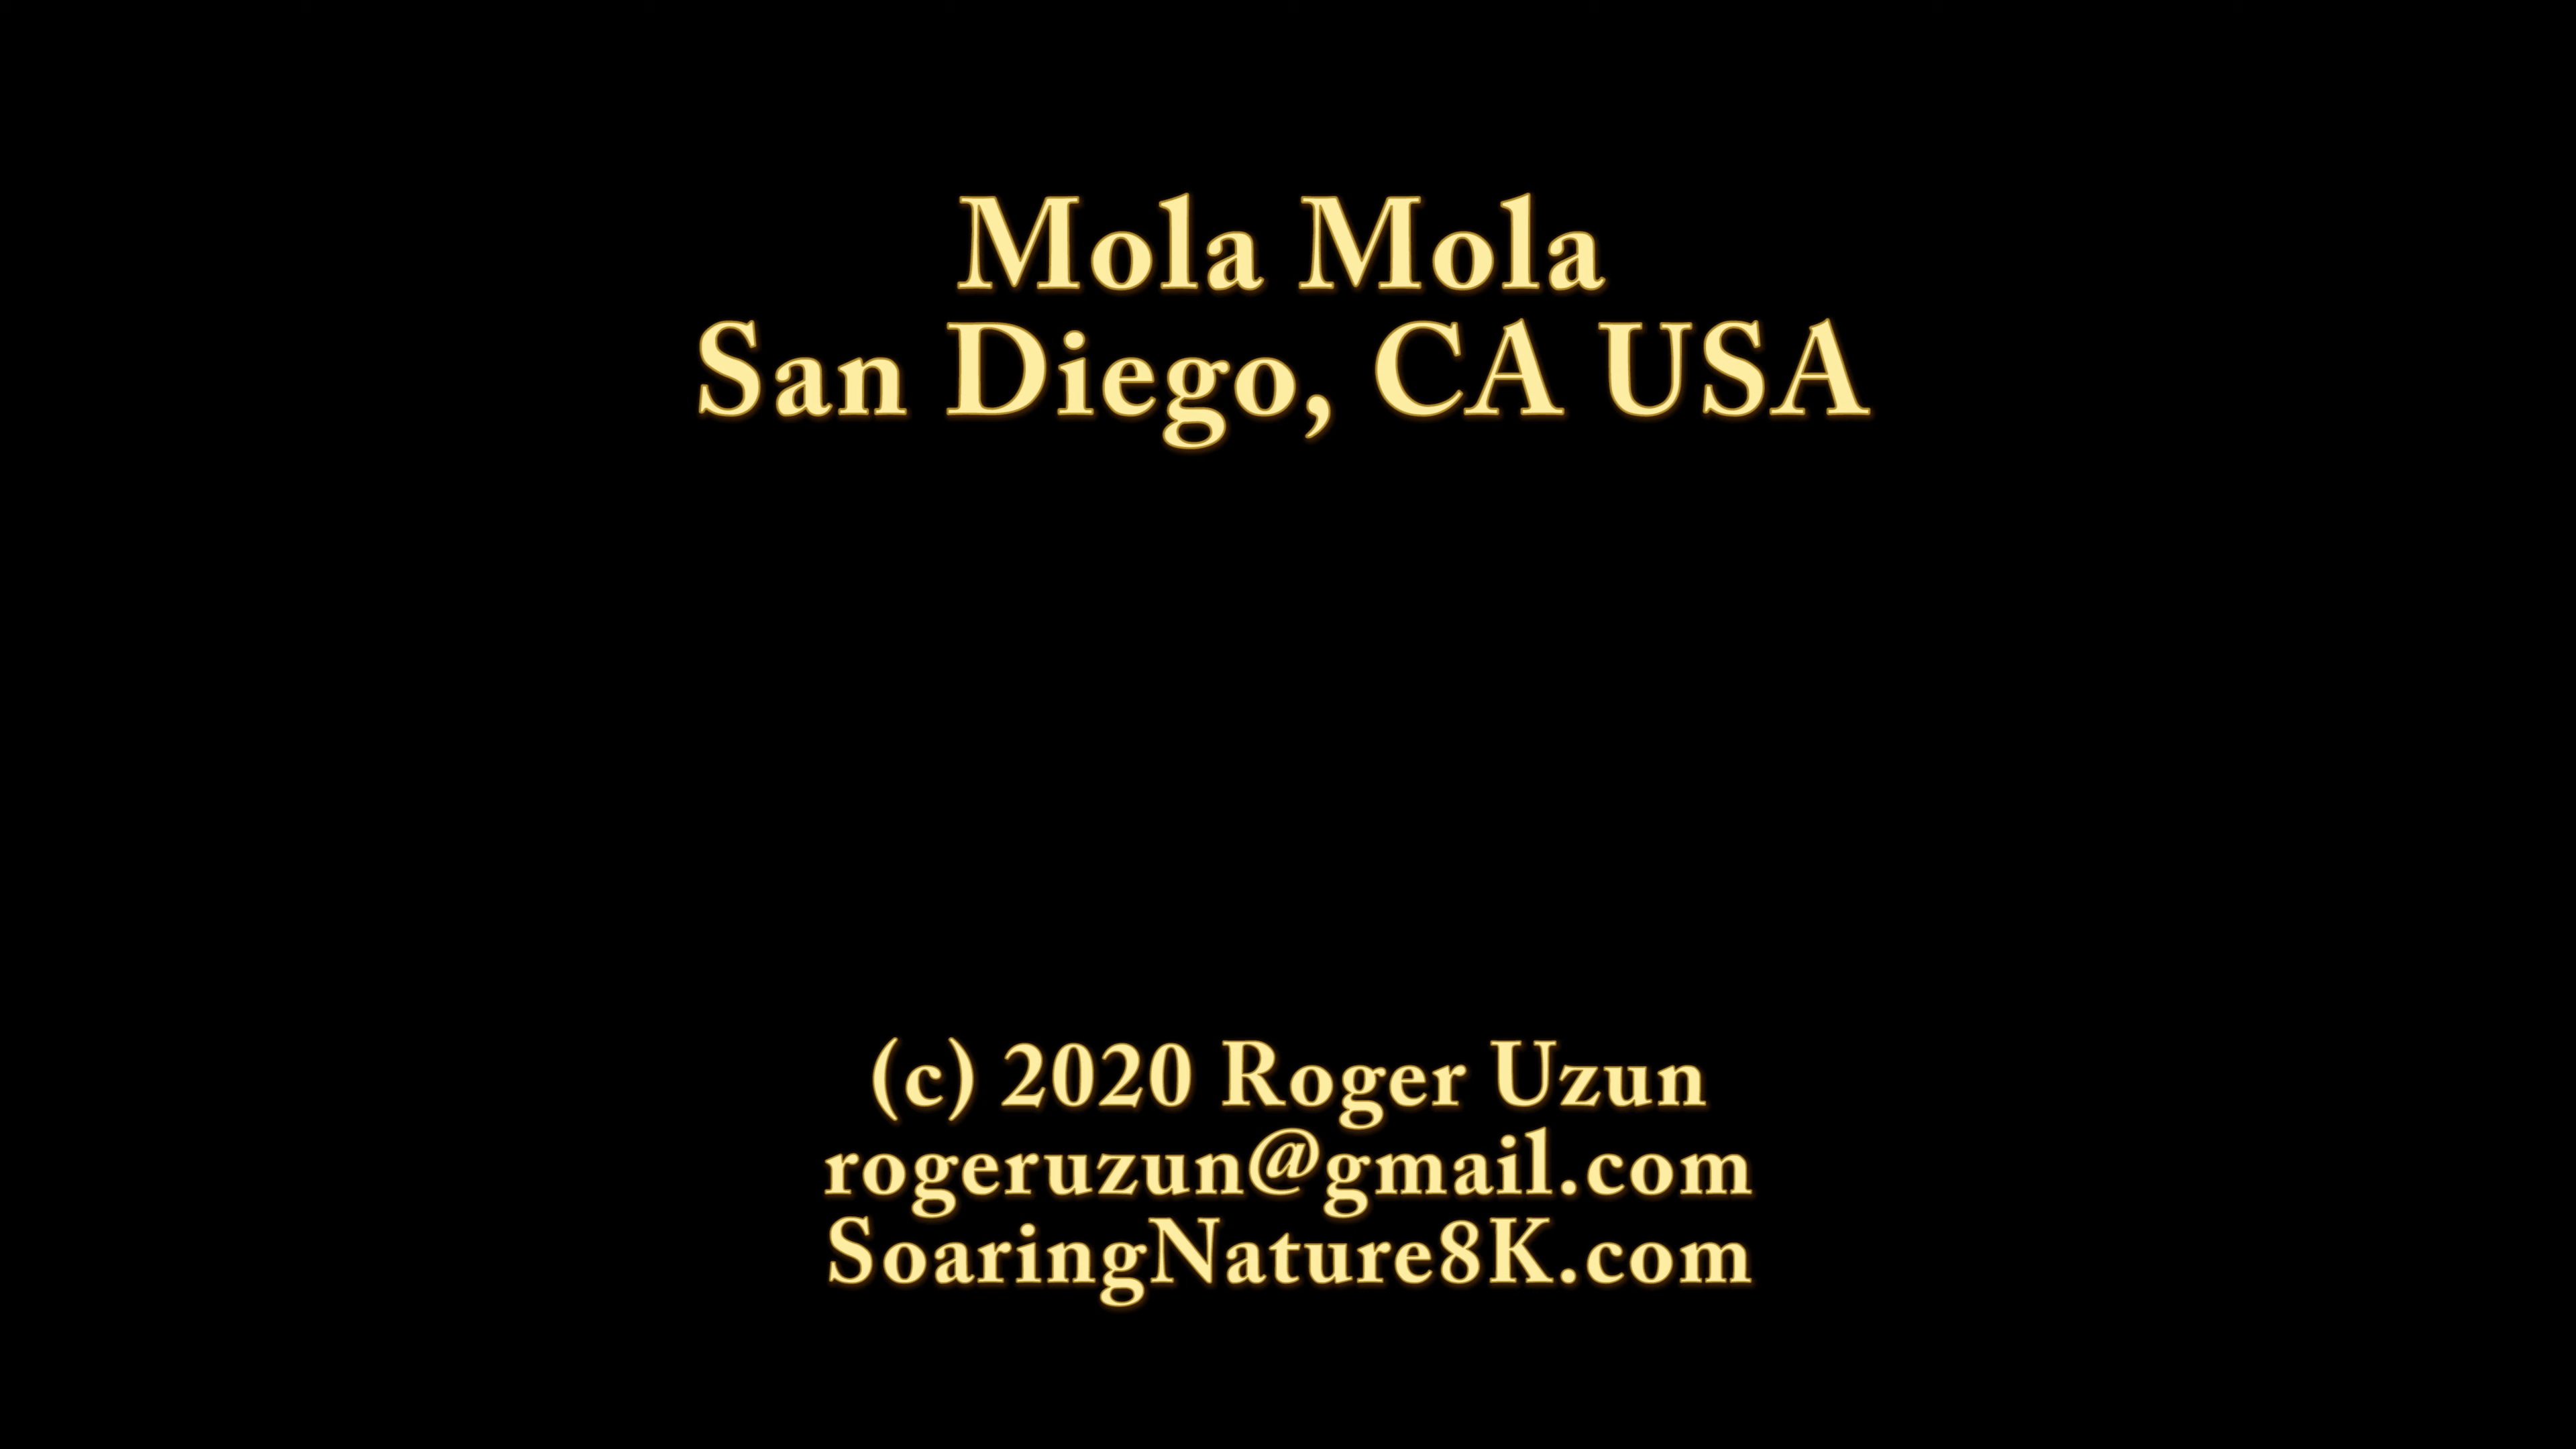 Mola Mola
San Diego, CA USA
(c) 2020 Roger Uzun
rogeruzun@gmail.com
SoaringNature8K.com